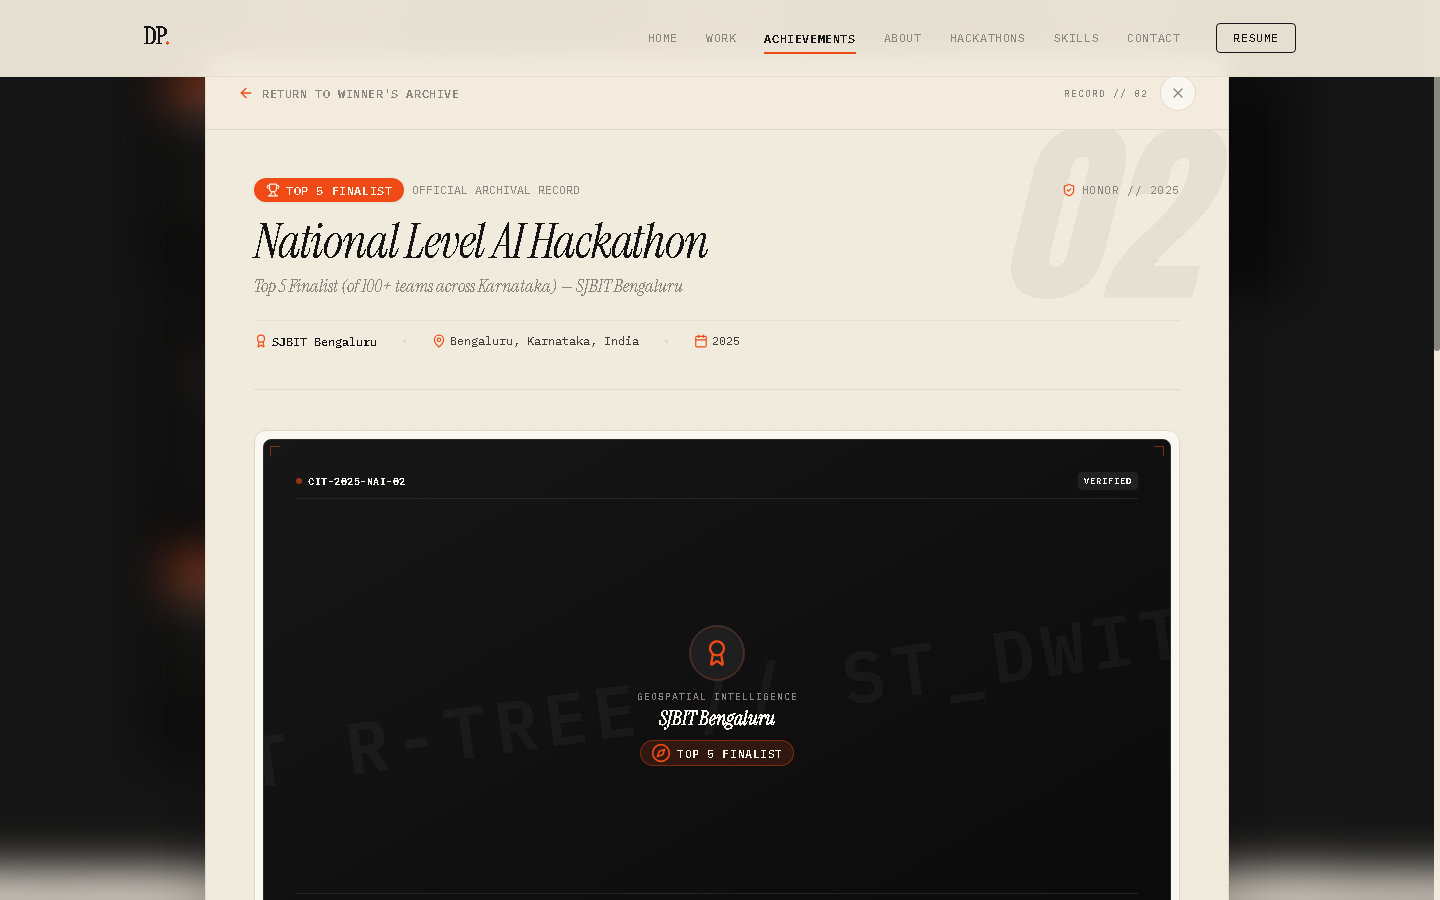 DP.
HOME WORK ACHIEVEMENTS ABOUT HACKATHONS SKILLS CONTACT RESUME
RETURN TO WINNER'S ARCHIVE RECORD // 02
02
TOP 5 FINALIST OFFICIAL ARCHIVAL RECORD HONOR // 2025
National Level AI Hackathon
Top 5 Finalist (of 100+ teams across Karnataka) — SJBIT Bengaluru
SJBIT Bengaluru Bengaluru, Karnataka, India 2025
CIT-2025-NAI-02 VERIFIED
T R-TREE // ST_DWIT
GEOSPATIAL INTELLIGENCE
SJBIT Bengaluru
TOP 5 FINALIST